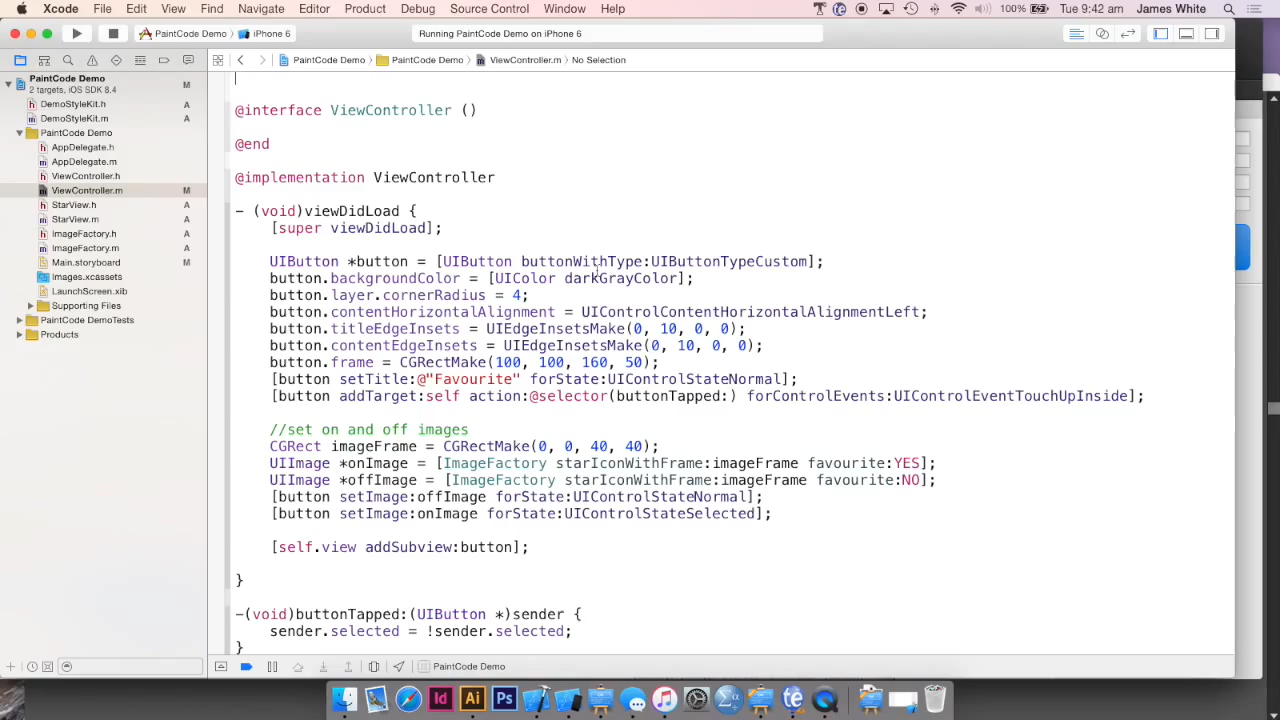 Xcode File Edit View Find Navigate Editor Product Debug Source Control Window Help 100% Tue 9:42 am James White
PaintCode Demo iPhone 6 Running PaintCode Demo on iPhone 6
PaintCode Demo PaintCode Demo ViewController.m No Selection
PaintCode Demo M
2 targets, iOS SDK 8.4
DemoStyleKit.h A
DemoStyleKit.m A
PaintCode Demo
AppDelegate.h
AppDelegate.m
ViewController.h
ViewController.m M
StarView.h A
StarView.m A
ImageFactory.h A
ImageFactory.m A
Main.storyboard
Images.xcassets
LaunchScreen.xib
Supporting Files
PaintCode DemoTests
Products
@interface ViewController ()
@end
@implementation ViewController
- (void)viewDidLoad {
[super viewDidLoad];
UIButton *button = [UIButton buttonWithType:UIButtonTypeCustom];
button.backgroundColor = [UIColor darkGrayColor];
button.layer.cornerRadius = 4;
button.contentHorizontalAlignment = UIControlContentHorizontalAlignmentLeft;
button.titleEdgeInsets = UIEdgeInsetsMake(0, 10, 0, 0);
button.contentEdgeInsets = UIEdgeInsetsMake(0, 10, 0, 0);
button.frame = CGRectMake(100, 100, 160, 50);
[button setTitle:@"Favourite" forState:UIControlStateNormal];
[button addTarget:self action:@selector(buttonTapped:) forControlEvents:UIControlEventTouchUpInside];
//set on and off images
CGRect imageFrame = CGRectMake(0, 0, 40, 40);
UIImage *onImage = [ImageFactory starIconWithFrame:imageFrame favourite:YES];
UIImage *offImage = [ImageFactory starIconWithFrame:imageFrame favourite:NO];
[button setImage:offImage forState:UIControlStateNormal];
[button setImage:onImage forState:UIControlStateSelected];
[self.view addSubview:button];
}
-(void)buttonTapped:(UIButton *)sender {
sender.selected = !sender.selected;
}
PaintCode Demo
Id Ai Ps té